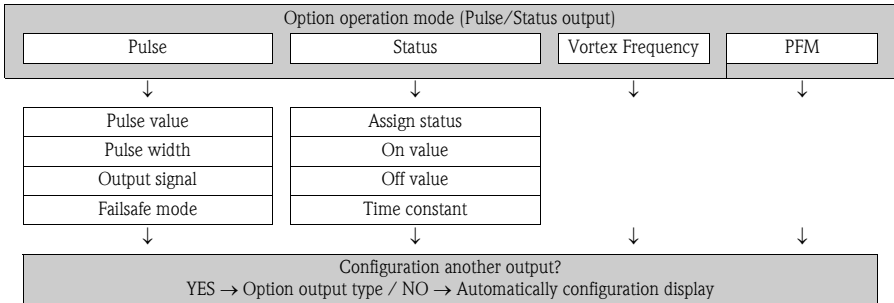 Option operation mode (Pulse/Status output)
Pulse Status Vortex Frequency PFM
↓ ↓ ↓ ↓
Pulse value Assign status
Pulse width On value
Output signal Off value
Failsafe mode Time constant
↓ ↓ ↓ ↓
Configuration another output?
YES → Option output type / NO → Automatically configuration display